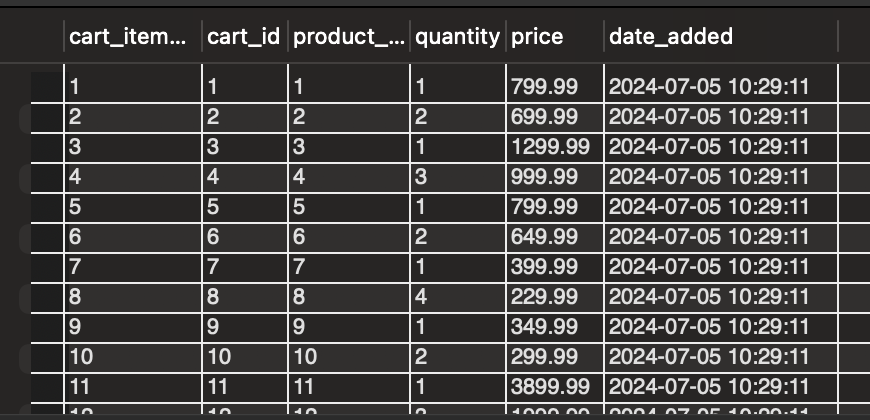 cart_item... cart_id product_... quantity price date_added
1 1 1 1 799.99 2024-07-05 10:29:11
2 2 2 2 699.99 2024-07-05 10:29:11
3 3 3 1 1299.99 2024-07-05 10:29:11
4 4 4 3 999.99 2024-07-05 10:29:11
5 5 5 1 799.99 2024-07-05 10:29:11
6 6 6 2 649.99 2024-07-05 10:29:11
7 7 7 1 399.99 2024-07-05 10:29:11
8 8 8 4 229.99 2024-07-05 10:29:11
9 9 9 1 349.99 2024-07-05 10:29:11
10 10 10 2 299.99 2024-07-05 10:29:11
11 11 11 1 3899.99 2024-07-05 10:29:11